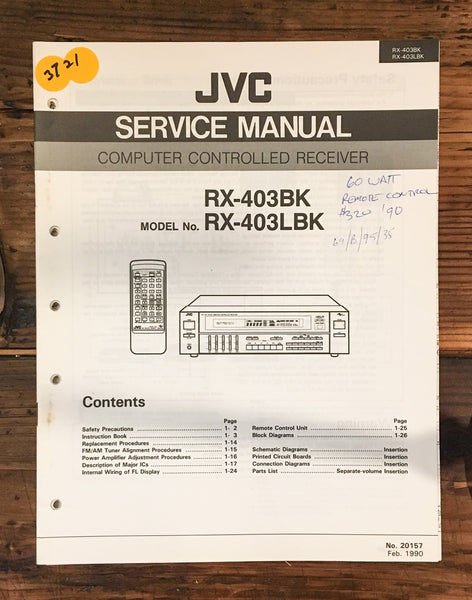 RX-403BK
RX-403LBK
3721
JVC
SERVICE MANUAL
COMPUTER CONTROLLED RECEIVER
RX-403BK
MODEL No. RX-403LBK
60 WATT
REMOTE CONTROL
'90
Contents
Page
Safety Precautions 1- 2
Instruction Book 1- 3
Replacement Procedures 1-14
FM/AM Tuner Alignment Procedures 1-15
Power Amplifier Adjustment Procedures 1-16
Description of Major ICs 1-17
Internal Wiring of FL Display 1-24
Page
Remote Control Unit 1-25
Block Diagrams 1-26
Schematic Diagrams Insertion
Printed Circuit Boards Insertion
Connection Diagrams Insertion
Parts List Separate-volume Insertion
No. 20157
Feb. 1990